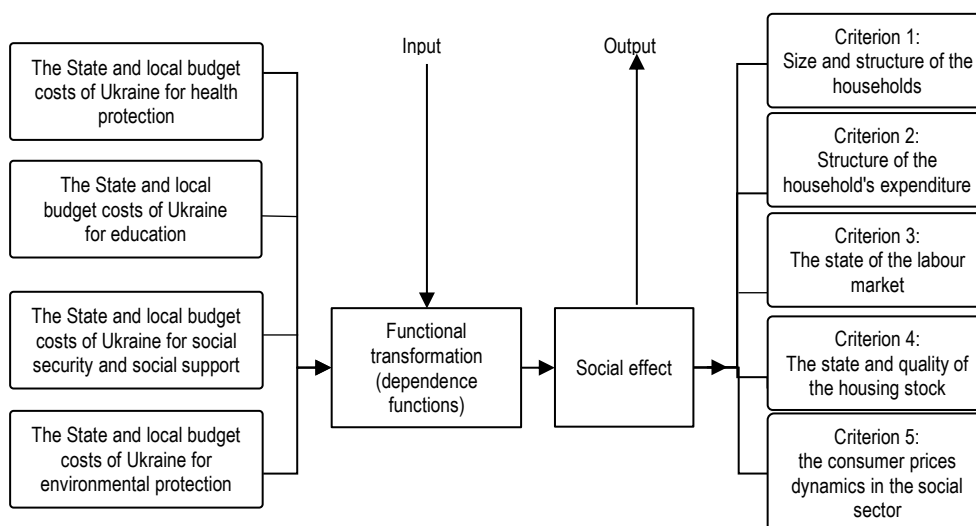 The State and local budget
costs of Ukraine for health
protection
The State and local
budget costs of Ukraine
for education
The State and local budget
costs of Ukraine for social
security and social support
The State and local budget
costs of Ukraine for
environmental protection
Input
Functional
transformation
(dependence
functions)
Output
Social effect
Criterion 1:
Size and structure of the
households
Criterion 2:
Structure of the
household's expenditure
Criterion 3:
The state of the labour
market
Criterion 4:
The state and quality of
the housing stock
Criterion 5:
the consumer prices
dynamics in the social
sector